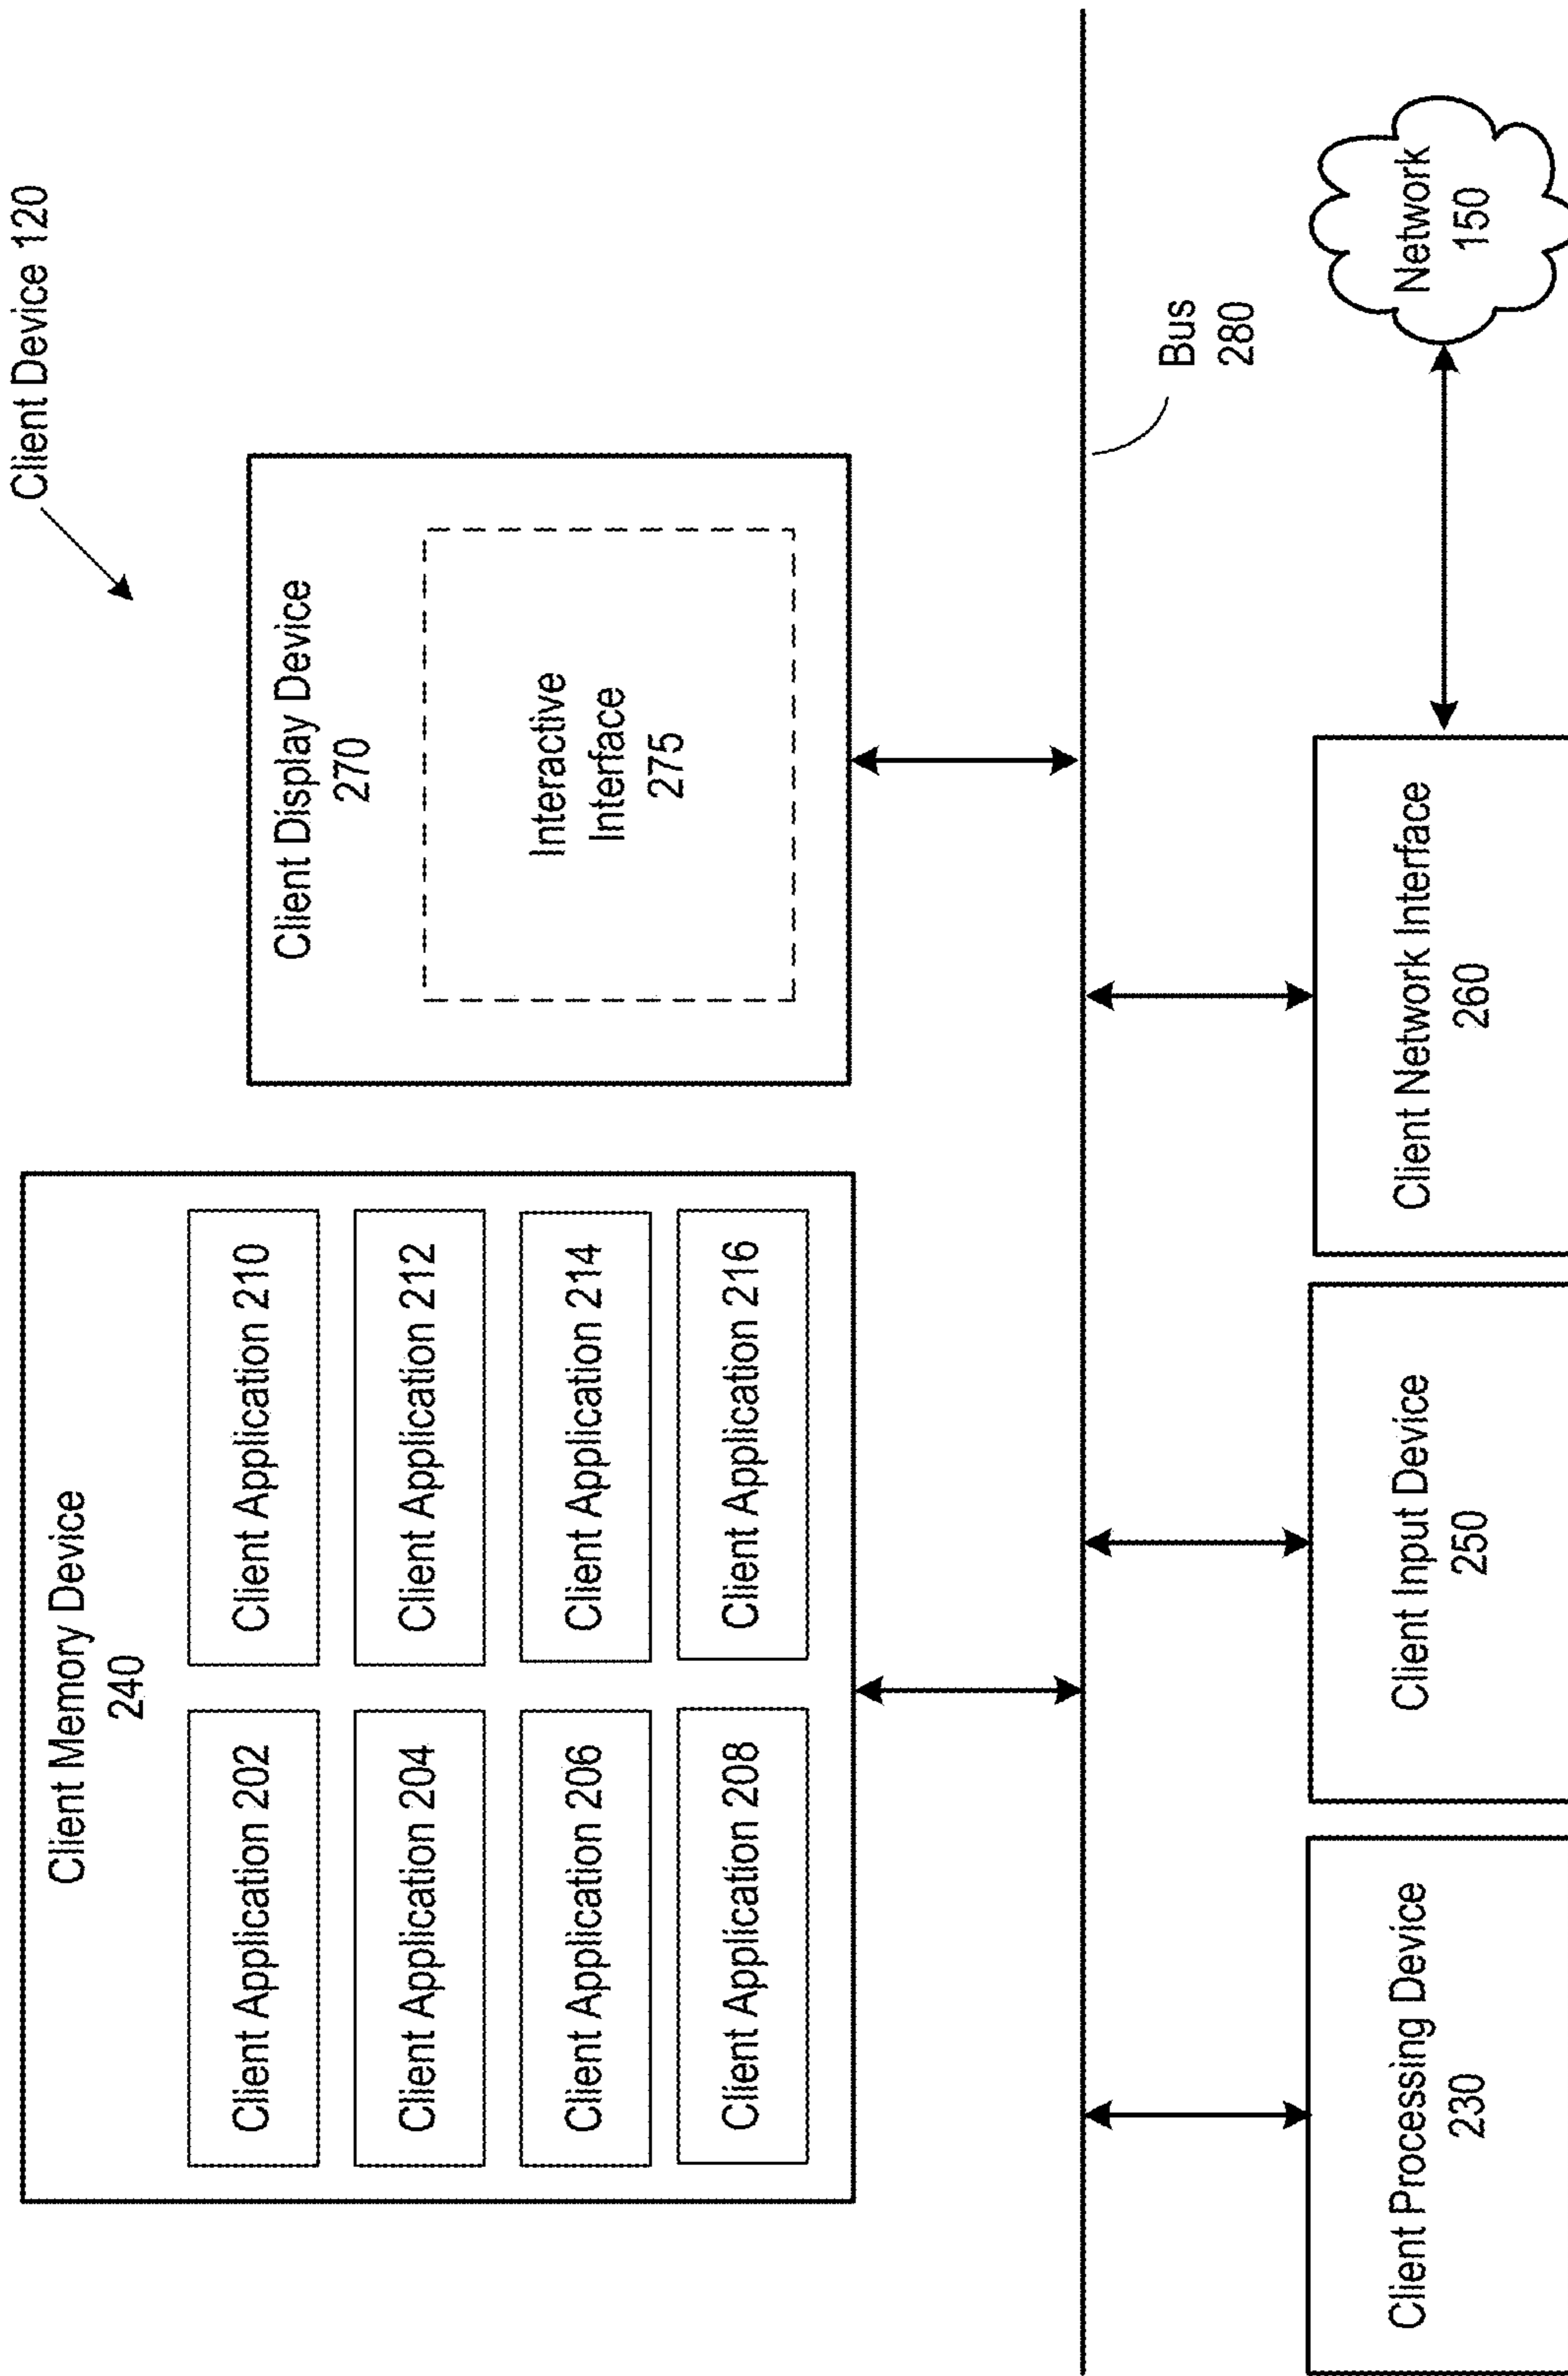 Client Device 120
Client Memory Device
240
Client Application 202
Client Application 210
Client Application 204
Client Application 212
Client Application 206
Client Application 214
Client Application 208
Client Application 216
Client Display Device
270
Interactive
Interface
275
Bus
280
Client Processing Device
230
Client Input Device
250
Client Network Interface
260
Network
150